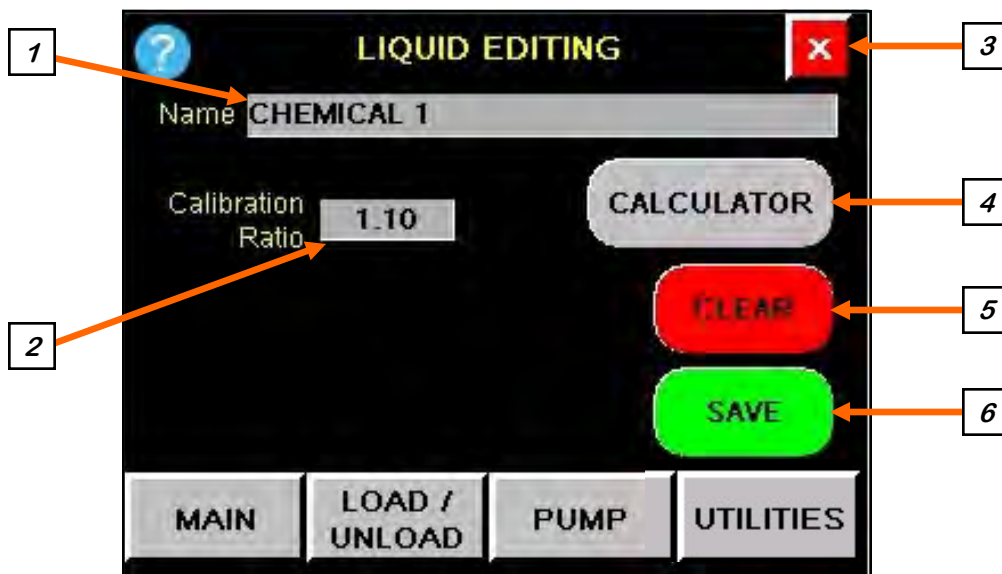 1
?
LIQUID EDITING
X
3
Name CHEMICAL 1
Calibration
Ratio
1.10
CALCULATOR
4
2
CLEAR
5
SAVE
6
MAIN
LOAD /
UNLOAD
PUMP
UTILITIES